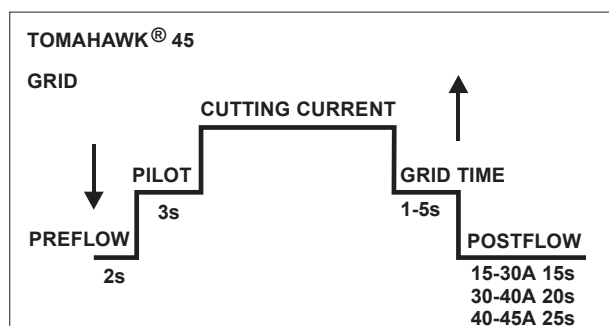 TOMAHAWK® 45
GRID
CUTTING CURRENT
PILOT
GRID TIME
3s
1-5s
PREFLOW
POSTFLOW
2s
15-30A 15s
30-40A 20s
40-45A 25s